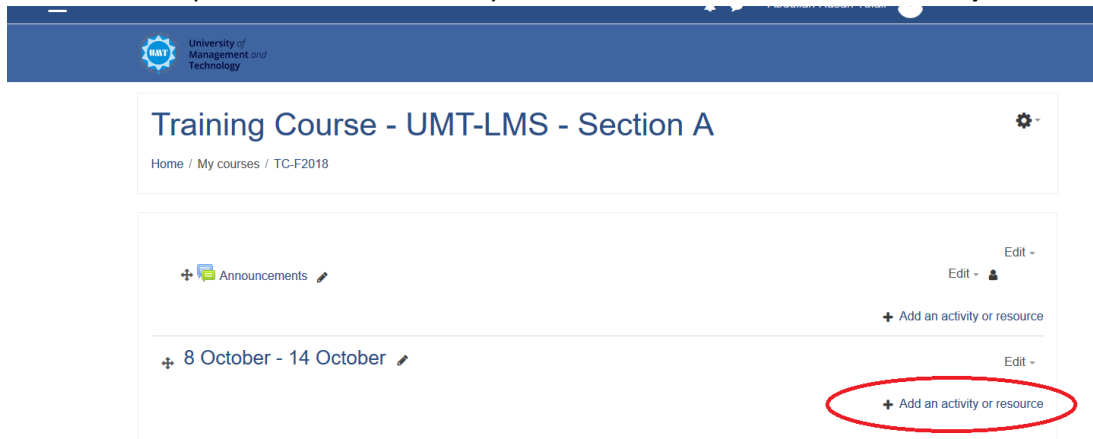 UMT
University of
Management and
Technology
Training Course - UMT-LMS - Section A
Home / My courses / TC-F2018
Edit
Announcements
Edit
+ Add an activity or resource
8 October - 14 October
Edit
+ Add an activity or resource